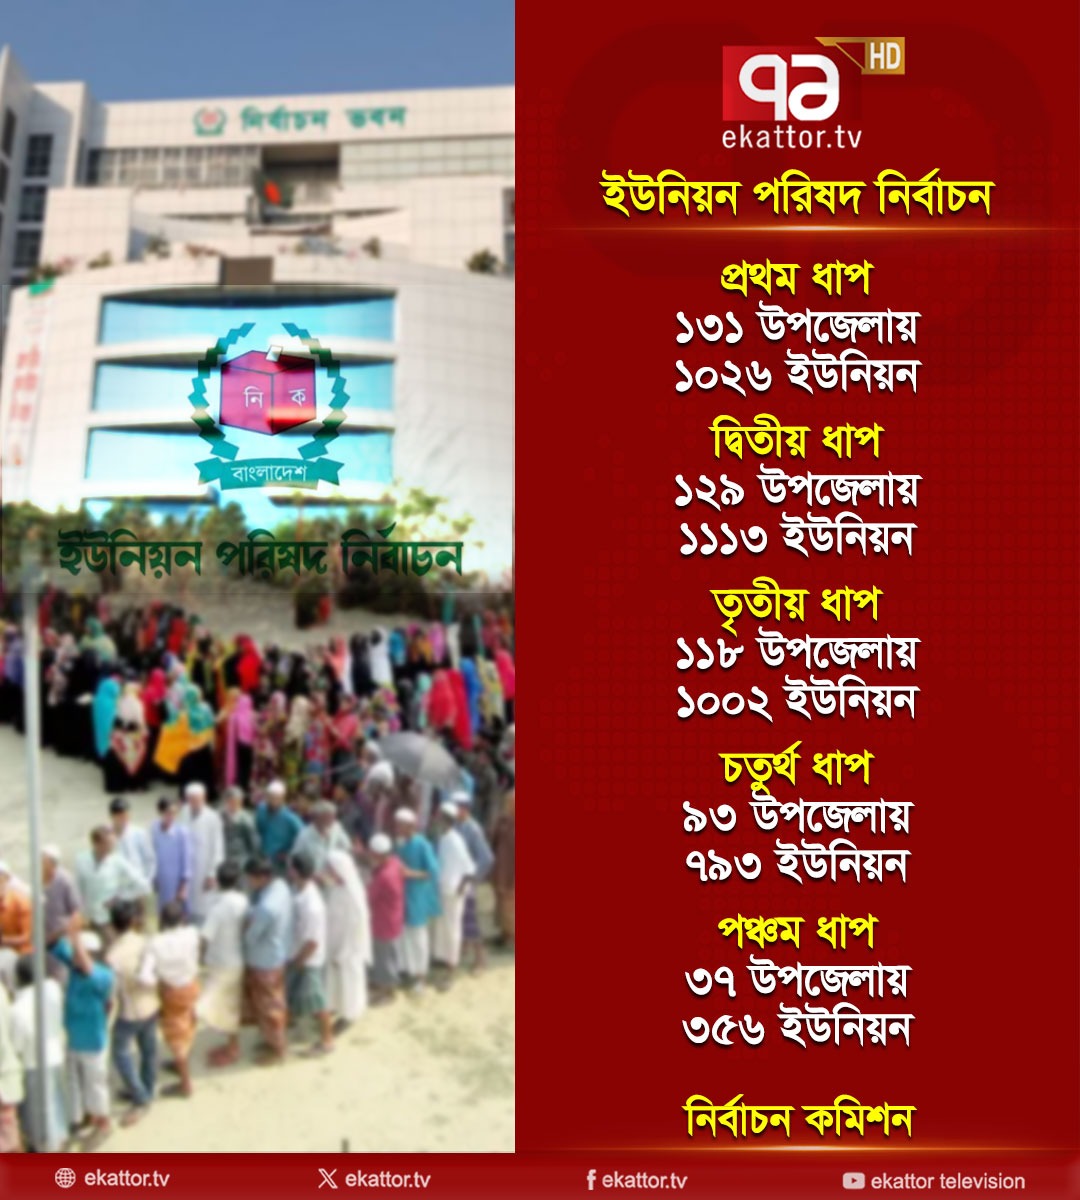 নির্বাচন ভবন
নি ক
বাংলাদেশ
ইউনিয়ন পরিষদ নির্বাচন
৭১ HD
ekattor.tv
ইউনিয়ন পরিষদ নির্বাচন
প্রথম ধাপ
১৩১ উপজেলায়
১০২৬ ইউনিয়ন
দ্বিতীয় ধাপ
১২৯ উপজেলায়
১১১৩ ইউনিয়ন
তৃতীয় ধাপ
১১৮ উপজেলায়
১০০২ ইউনিয়ন
চতুর্থ ধাপ
৯৩ উপজেলায়
৭৯৩ ইউনিয়ন
পঞ্চম ধাপ
৩৭ উপজেলায়
৩৫৬ ইউনিয়ন
নির্বাচন কমিশন
ekattor.tv
X ekattor.tv
f ekattor.tv
ekattor television